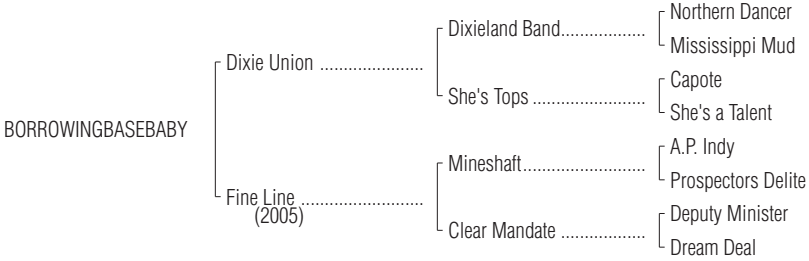 Northern Dancer
Dixieland Band....................
Mississippi Mud
Dixie Union ......................
Capote
She's Tops ........................
She's a Talent
BORROWINGBASEBABY
A.P. Indy
Mineshaft..........................
Prospectors Delite
Fine Line ..........................
(2005)
Deputy Minister
Clear Mandate ..................
Dream Deal